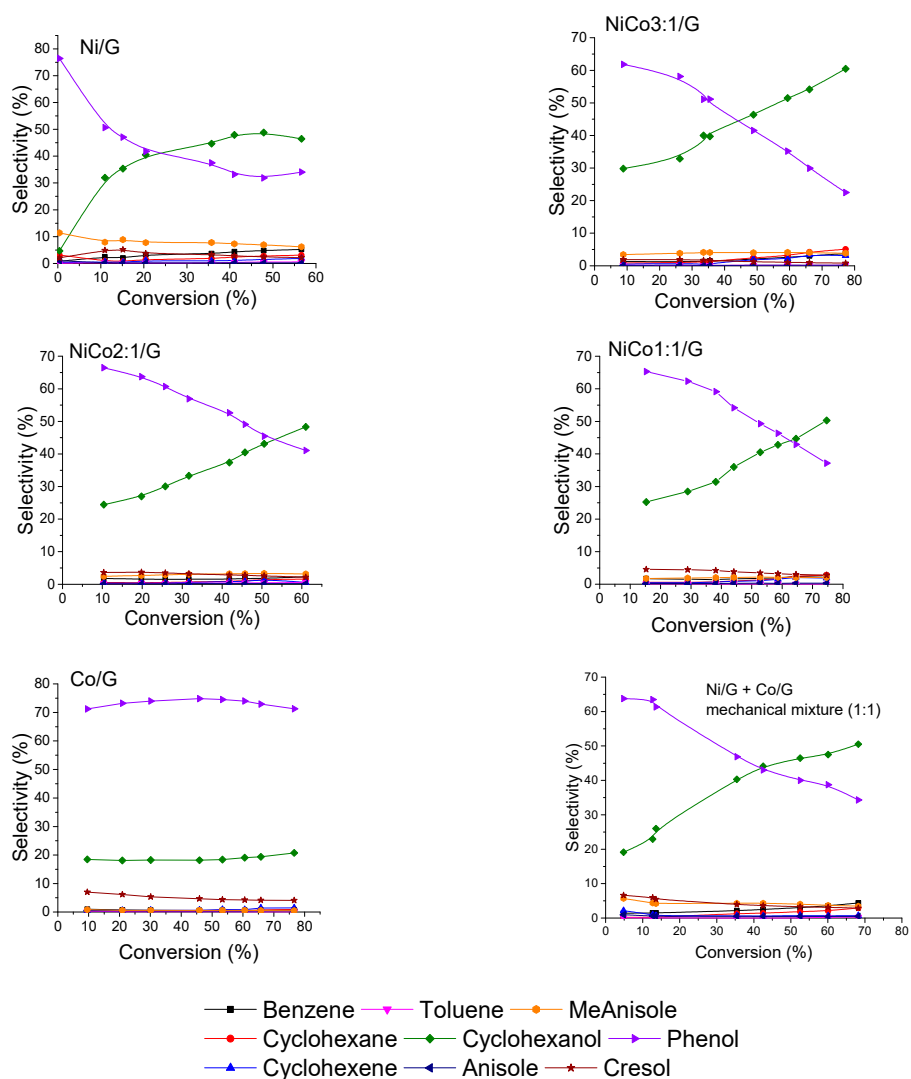 Ni/G
80
70
60
50
40
30
20
10
0
Selectivity (%)
0 10 20 30 40 50 60
Conversion (%)
NiCo3:1/G
70
60
50
40
30
20
10
0
Selectivity (%)
0 10 20 30 40 50 60 70 80
Conversion (%)
NiCo2:1/G
70
60
50
40
30
20
10
0
Selectivity (%)
0 10 20 30 40 50 60
Conversion (%)
NiCo1:1/G
70
60
50
40
30
20
10
0
Selectivity (%)
0 10 20 30 40 50 60 70 80
Conversion (%)
Co/G
80
70
60
50
40
30
20
10
0
Selectivity (%)
0 10 20 30 40 50 60 70 80
Conversion (%)
Ni/G + Co/G
mechanical mixture (1:1)
70
60
50
40
30
20
10
0
Selectivity (%)
0 10 20 30 40 50 60 70
Conversion (%)
Benzene Toluene MeAnisole
Cyclohexane Cyclohexanol Phenol
Cyclohexene Anisole Cresol